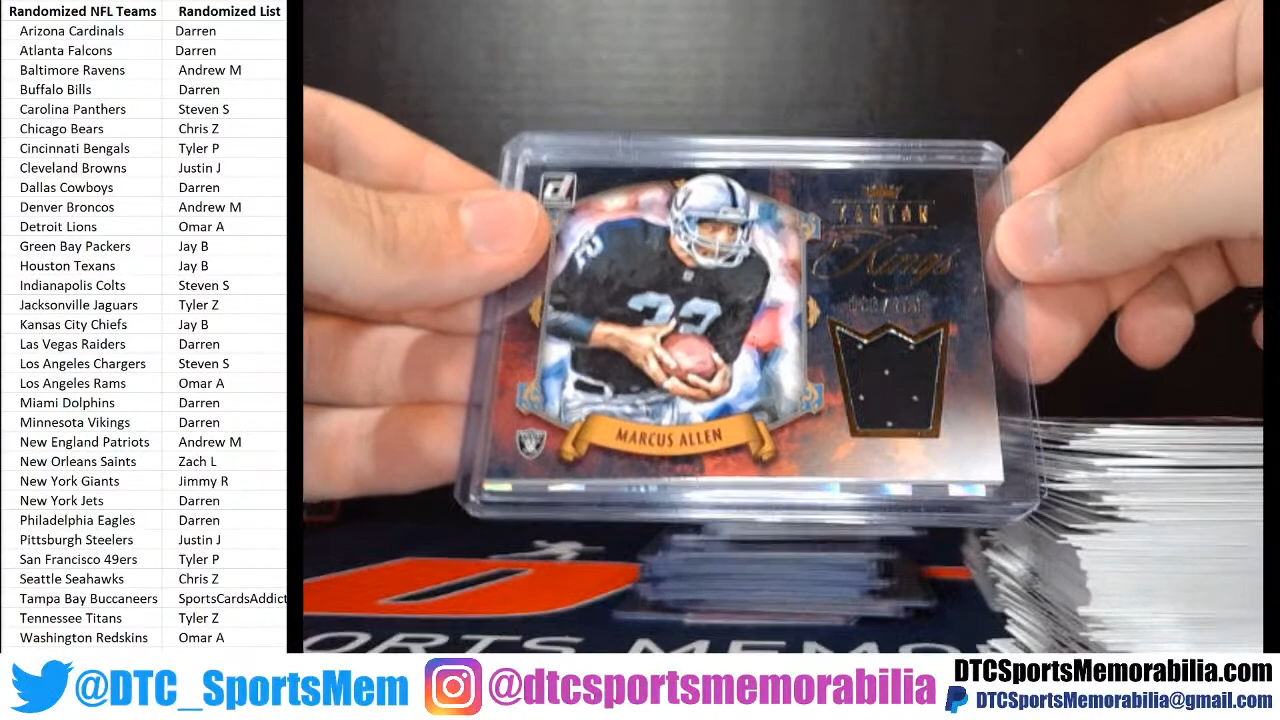 Randomized NFL Teams Randomized List
Arizona Cardinals Darren
Atlanta Falcons Darren
Baltimore Ravens Andrew M
Buffalo Bills Darren
Carolina Panthers Steven S
Chicago Bears Chris Z
Cincinnati Bengals Tyler P
Cleveland Browns Justin J
Dallas Cowboys Darren
Denver Broncos Andrew M
Detroit Lions Omar A
Green Bay Packers Jay B
Houston Texans Jay B
Indianapolis Colts Steven S
Jacksonville Jaguars Tyler Z
Kansas City Chiefs Jay B
Las Vegas Raiders Darren
Los Angeles Chargers Steven S
Los Angeles Rams Omar A
Miami Dolphins Darren
Minnesota Vikings Darren
New England Patriots Andrew M
New Orleans Saints Zach L
New York Giants Jimmy R
New York Jets Darren
Philadelphia Eagles Darren
Pittsburgh Steelers Justin J
San Francisco 49ers Tyler P
Seattle Seahawks Chris Z
Tampa Bay Buccaneers SportsCardsAddict
Tennessee Titans Tyler Z
Washington Redskins Omar A
d
CANTON
Kings
32
32
MARCUS ALLEN
ORTS MEMO
@DTC_SportsMem
@dtcsportsmemorabilia
DTCSportsMemorabilia.com
DTCSportsMemorabilia@gmail.com